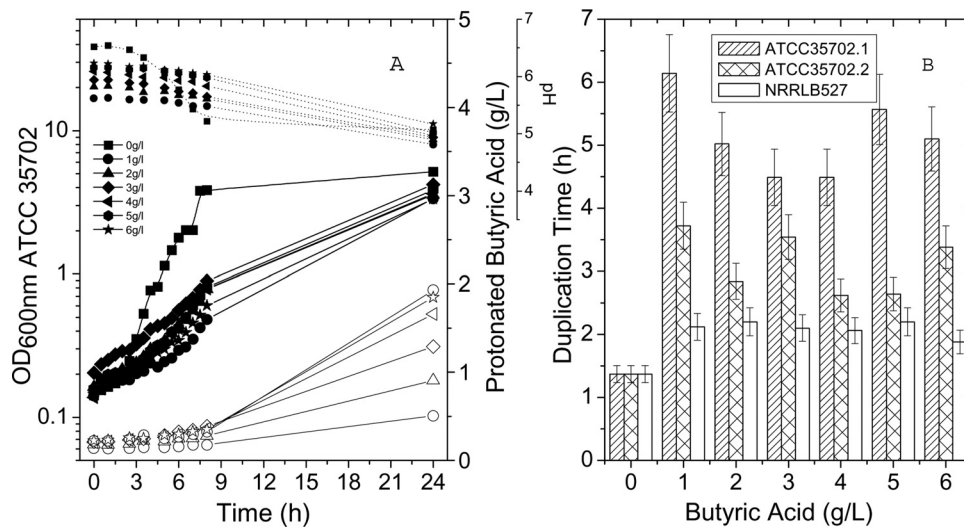 A
OD600nm ATCC 35702
10
1
0.1
0g/l
1g/l
2g/l
3g/l
4g/l
5g/l
6g/l
0 3 6 9 12 15 18 21 24
Time (h)
5
4
3
2
1
0
Protonated Butyric Acid (g/L)
7
6
5
4
pH
B
ATCC35702.1
ATCC35702.2
NRRLB527
Duplication Time (h)
7
6
5
4
3
2
1
0
0 1 2 3 4 5 6
Butyric Acid (g/L)